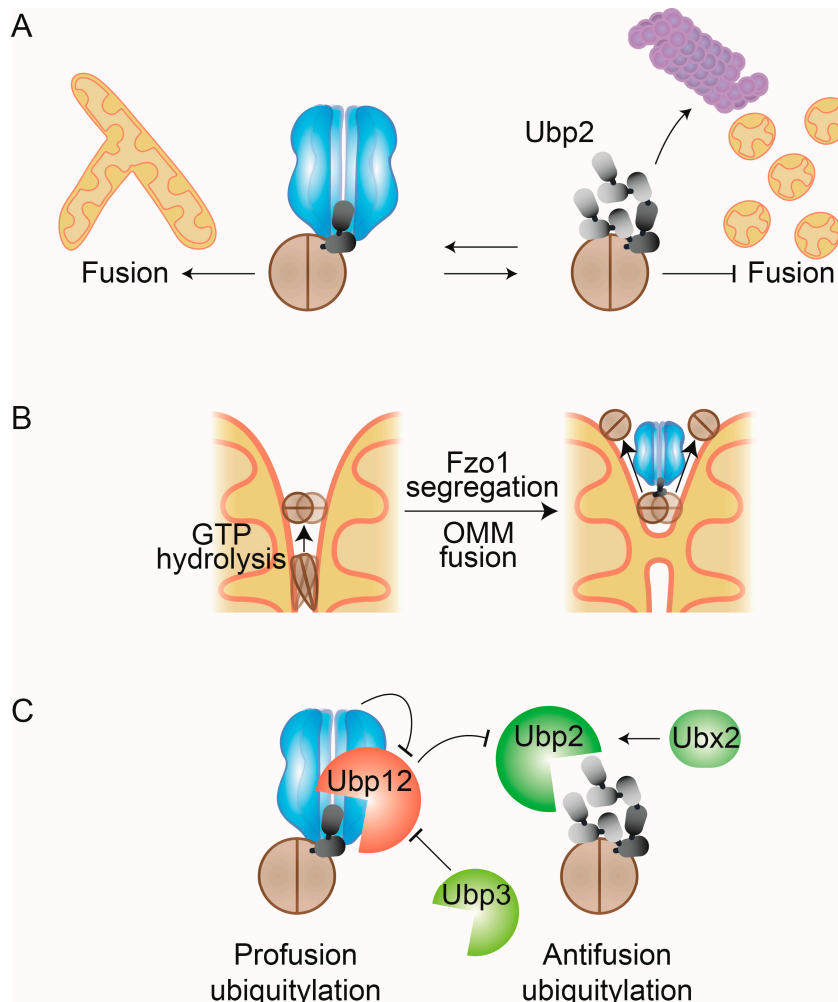 A
Ubp2
Fusion
Fusion
B
GTP
hydrolysis
Fzo1
segregation
OMM
fusion
C
Ubp12
Ubp2
Ubx2
Ubp3
Profusion
ubiquitylation
Antifusion
ubiquitylation